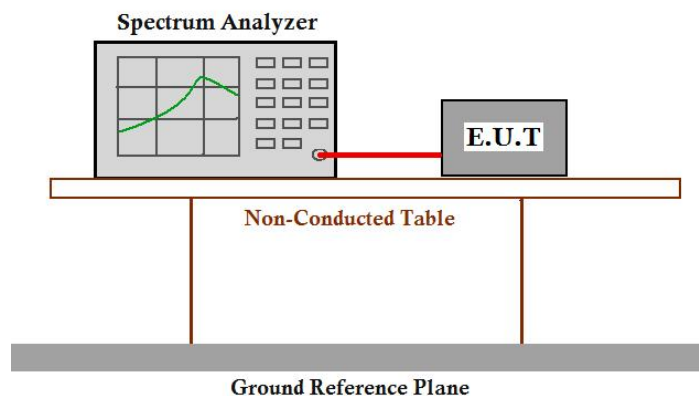 Spectrum Analyzer
E.U.T
Non-Conducted Table
Ground Reference Plane